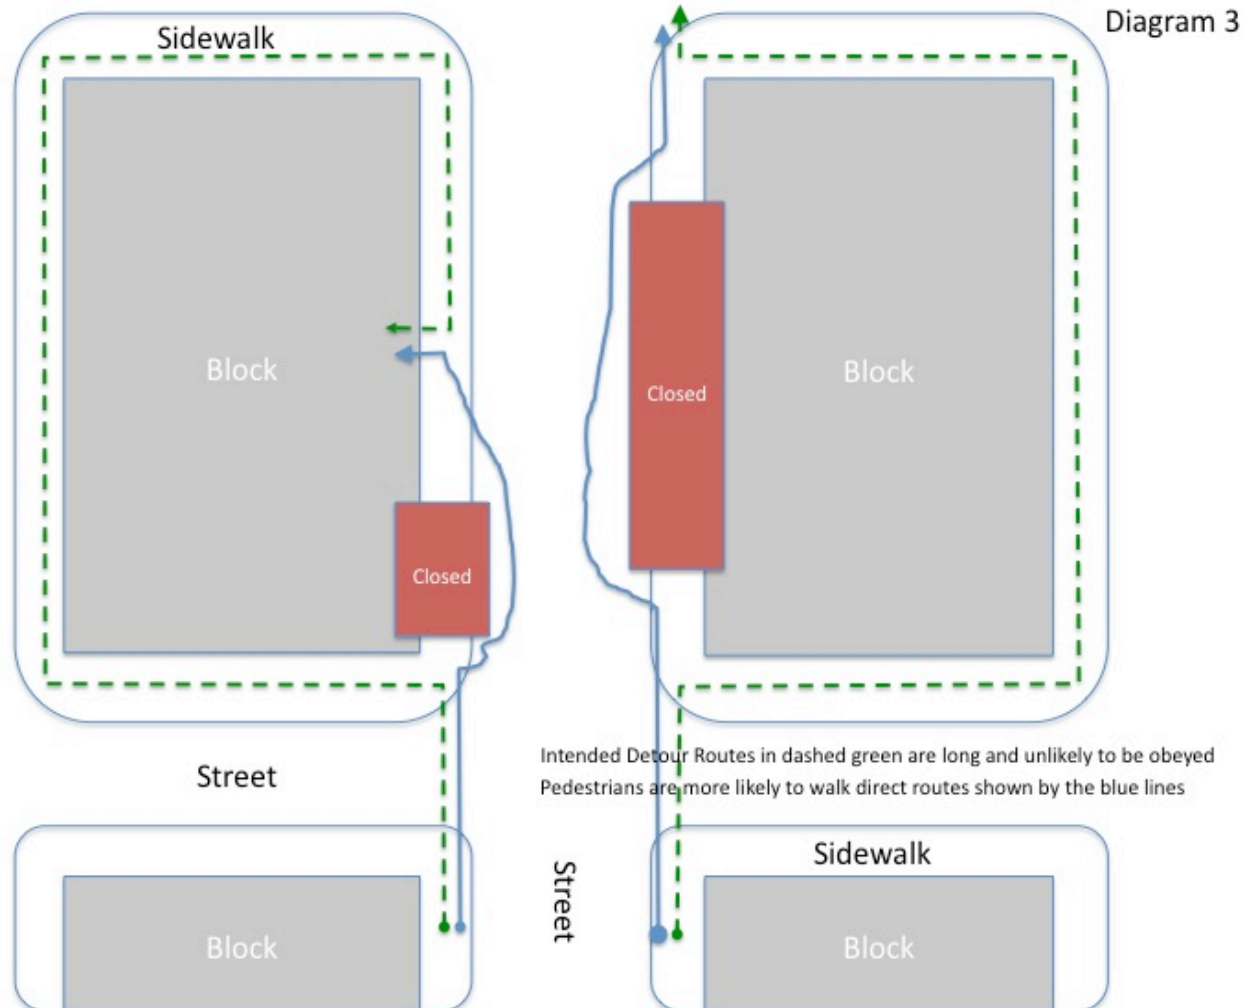 Diagram 3
Sidewalk
Block
Block
Closed
Closed
Intended Detour Routes in dashed green are long and unlikely to be obeyed
Pedestrians are more likely to walk direct routes shown by the blue lines
Street
Sidewalk
Street
Block
Block